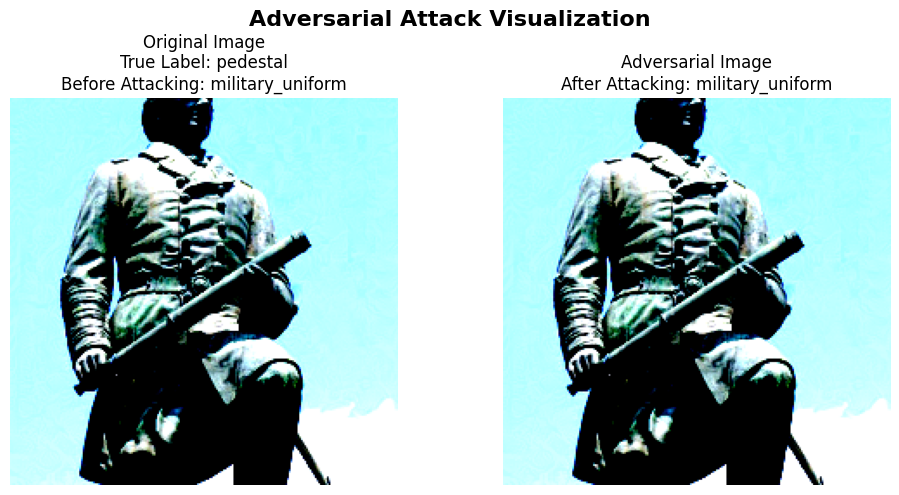 Adversarial Attack Visualization
Original Image
True Label: pedestal
Before Attacking: military_uniform
Adversarial Image
After Attacking: military_uniform